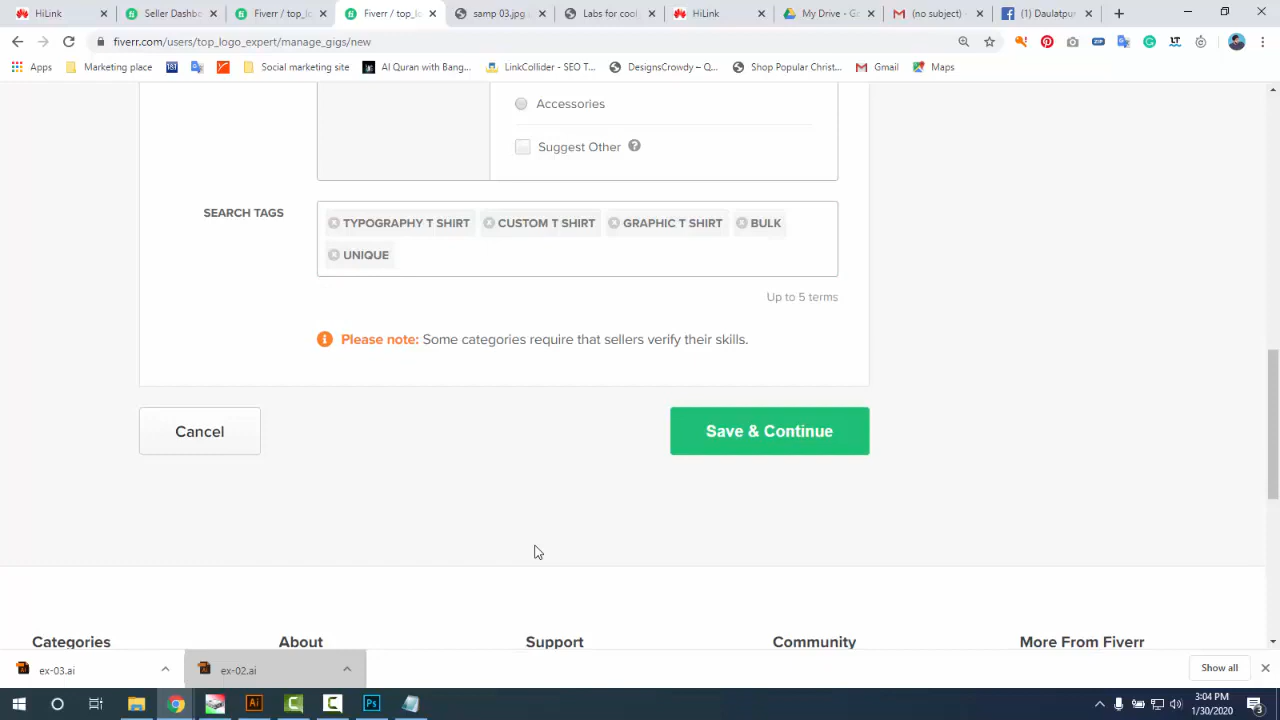 HiLink
Seller Dashbo
Fiverr / top_lo
Fiverr / top_lo
samp 03.jpg
Labs for cool
HiLink
My Drive - Go
(no subject)
(1) Daulatpur
fiverr.com/users/top_logo_expert/manage_gigs/new
Apps
Marketing place
Social marketing site
Al Quran with Bang...
LinkCollider - SEO T...
DesignsCrowdy – Q...
Shop Popular Christ...
Gmail
Maps
Accessories
Suggest Other
SEARCH TAGS
TYPOGRAPHY T SHIRT
CUSTOM T SHIRT
GRAPHIC T SHIRT
BULK
UNIQUE
Up to 5 terms
Please note: Some categories require that sellers verify their skills.
Cancel
Save & Continue
Categories
About
Support
Community
More From Fiverr
ex-03.ai
ex-02.ai
Show all
3:04 PM
1/30/2020